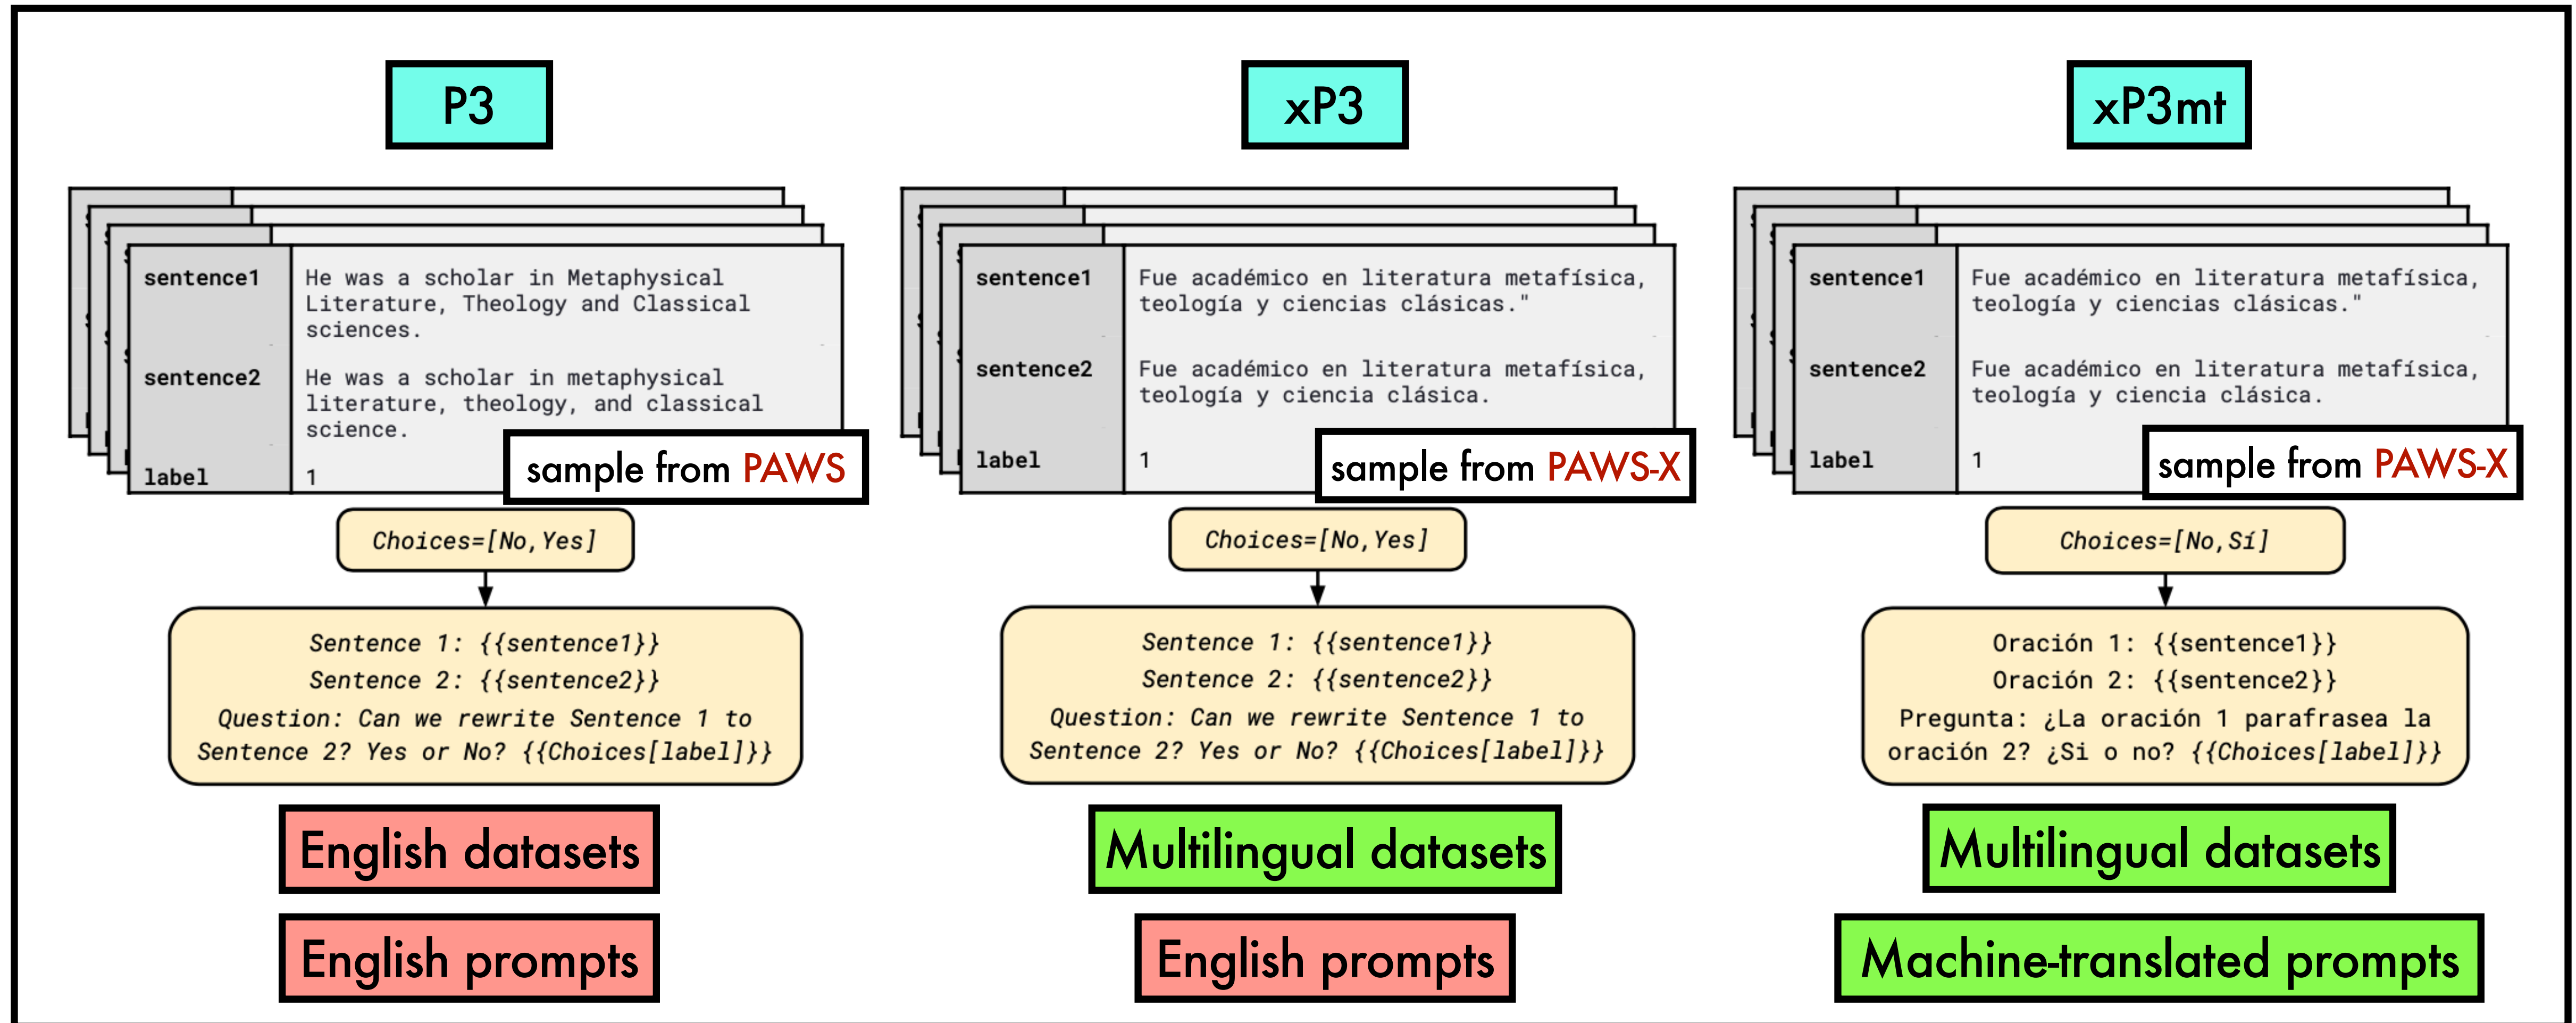 P3
sentence1
He was a scholar in Metaphysical
Literature, Theology and Classical
sciences.
sentence2
He was a scholar in metaphysical
literature, theology, and classical
science.
label
1
sample from PAWS
Choices=[No,Yes]
Sentence 1: {{sentence1}}
Sentence 2: {{sentence2}}
Question: Can we rewrite Sentence 1 to
Sentence 2? Yes or No? {{Choices[label]}}
English datasets
English prompts
xP3
sentence1
Fue académico en literatura metafísica,
teología y ciencias clásicas."
sentence2
Fue académico en literatura metafísica,
teología y ciencia clásica.
label
1
sample from PAWS-X
Choices=[No,Yes]
Sentence 1: {{sentence1}}
Sentence 2: {{sentence2}}
Question: Can we rewrite Sentence 1 to
Sentence 2? Yes or No? {{Choices[label]}}
Multilingual datasets
English prompts
xP3mt
sentence1
Fue académico en literatura metafísica,
teología y ciencias clásicas."
sentence2
Fue académico en literatura metafísica,
teología y ciencia clásica.
label
1
sample from PAWS-X
Choices=[No,Sí]
Oración 1: {{sentence1}}
Oración 2: {{sentence2}}
Pregunta: ¿La oración 1 parafrasea la
oración 2? ¿Si o no? {{Choices[label]}}
Multilingual datasets
Machine-translated prompts